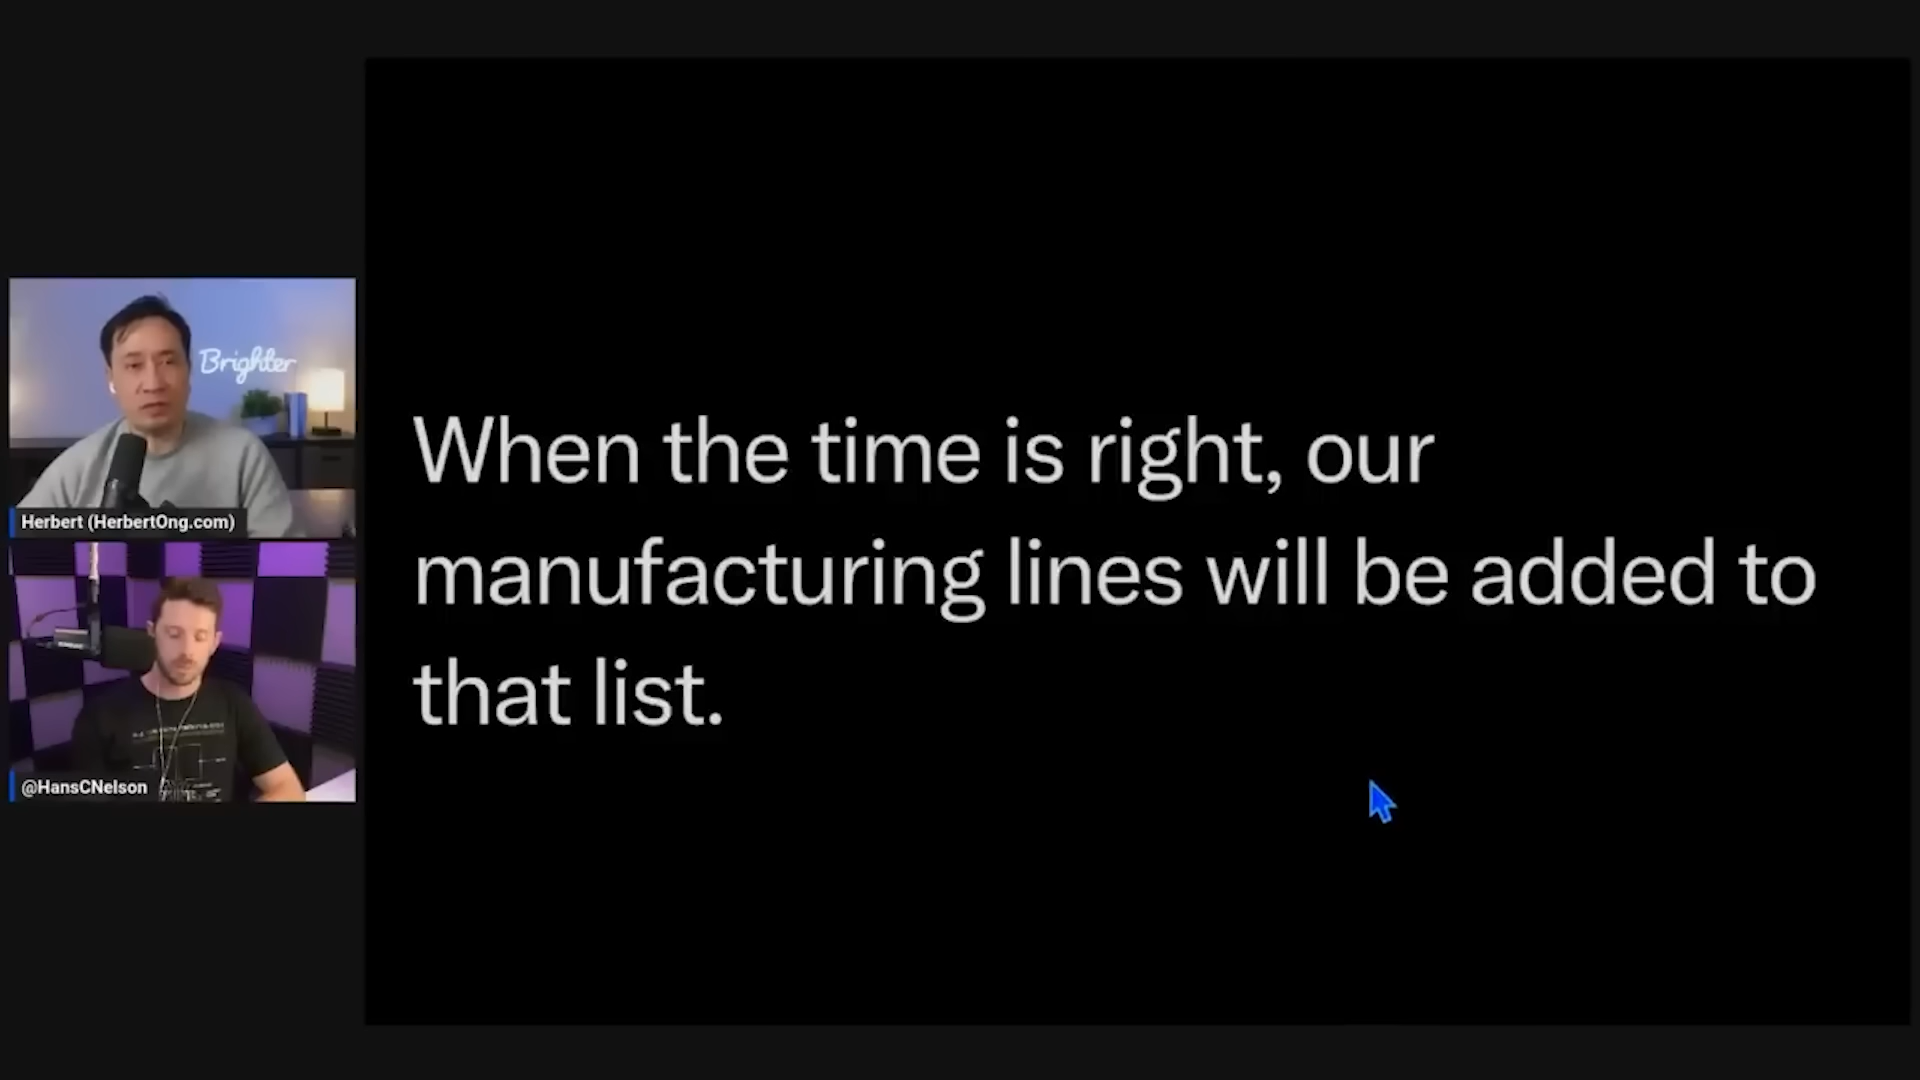 Brighter
Herbert (HerbertOng.com)
@HansCNelson
When the time is right, our
manufacturing lines will be added to
that list.